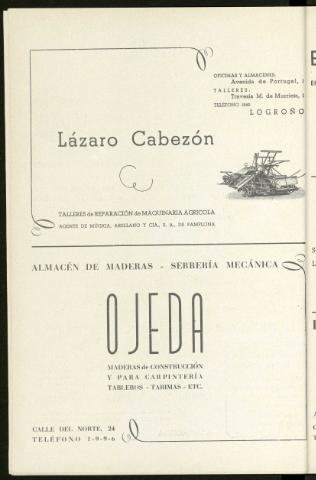 OFICINAS Y ALMACENES:
Avenida de Portugal,
TALLERES:
Travesía M. de Murrieta,
TELÉFONO
LOGROÑO
Lázaro Cabezón
TALLERES de REPARACIÓN de MAQUINARIA AGRICOLA
AGENTE DE MÚGICA, ARELLANO Y CÍA., S. A., DE PAMPLONA
ALMACÉN DE MADERAS - SERRERÍA MECÁNICA
OJEDA
MADERAS de CONSTRUCCIÓN
Y PARA CARPINTERÍA
TABLEROS - TARIMAS - ETC.
CALLE DEL NORTE, 24
TELÉFONO 1-9-9-6